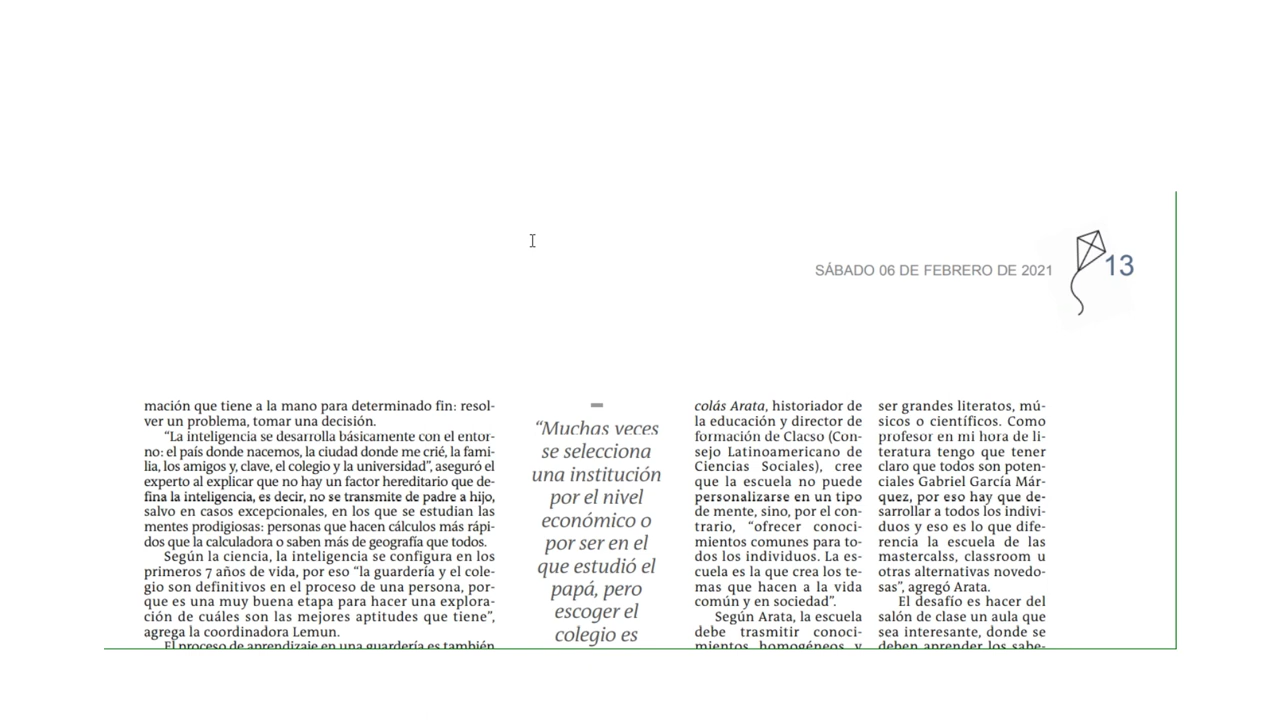 SÁBADO 06 DE FEBRERO DE 2021
13
mación que tiene a la mano para determinado fin: resol-
ver un problema, tomar una decisión.
“La inteligencia se desarrolla básicamente con el entor-
no: el país donde nacemos, la ciudad donde me crié, la fami-
lia, los amigos y, clave, el colegio y la universidad”, aseguró el
experto al explicar que no hay un factor hereditario que de-
fina la inteligencia, es decir, no se transmite de padre a hijo,
salvo en casos excepcionales, en los que se estudian las
mentes prodigiosas: personas que hacen cálculos más rápi-
dos que la calculadora o saben más de geografía que todos.
Según la ciencia, la inteligencia se configura en los
primeros 7 años de vida, por eso “la guardería y el cole-
gio son definitivos en el proceso de una persona, por-
que es una muy buena etapa para hacer una explora-
ción de cuáles son las mejores aptitudes que tiene”,
agrega la coordinadora Lemun.
El proceso de aprendizaje en una guardería es también
“Muchas veces
se selecciona
una institución
por el nivel
económico o
por ser en el
que estudió el
papá, pero
escoger el
colegio es
colás Arata, historiador de
la educación y director de
formación de Clacso (Con-
sejo Latinoamericano de
Ciencias Sociales), cree
que la escuela no puede
personalizarse en un tipo
de mente, sino, por el con-
trario, “ofrecer conoci-
mientos comunes para to-
dos los individuos. La es-
cuela es la que crea los te-
mas que hacen a la vida
común y en sociedad”.
Según Arata, la escuela
debe trasmitir conoci-
mientos homogéneos y
ser grandes literatos, mú-
sicos o científicos. Como
profesor en mi hora de li-
teratura tengo que tener
claro que todos son poten-
ciales Gabriel García Már-
quez, por eso hay que de-
sarrollar a todos los indivi-
duos y eso es lo que dife-
rencia la escuela de las
mastercalss, classroom u
otras alternativas novedo-
sas”, agregó Arata.
El desafío es hacer del
salón de clase un aula que
sea interesante, donde se
deben aprender los sabe-